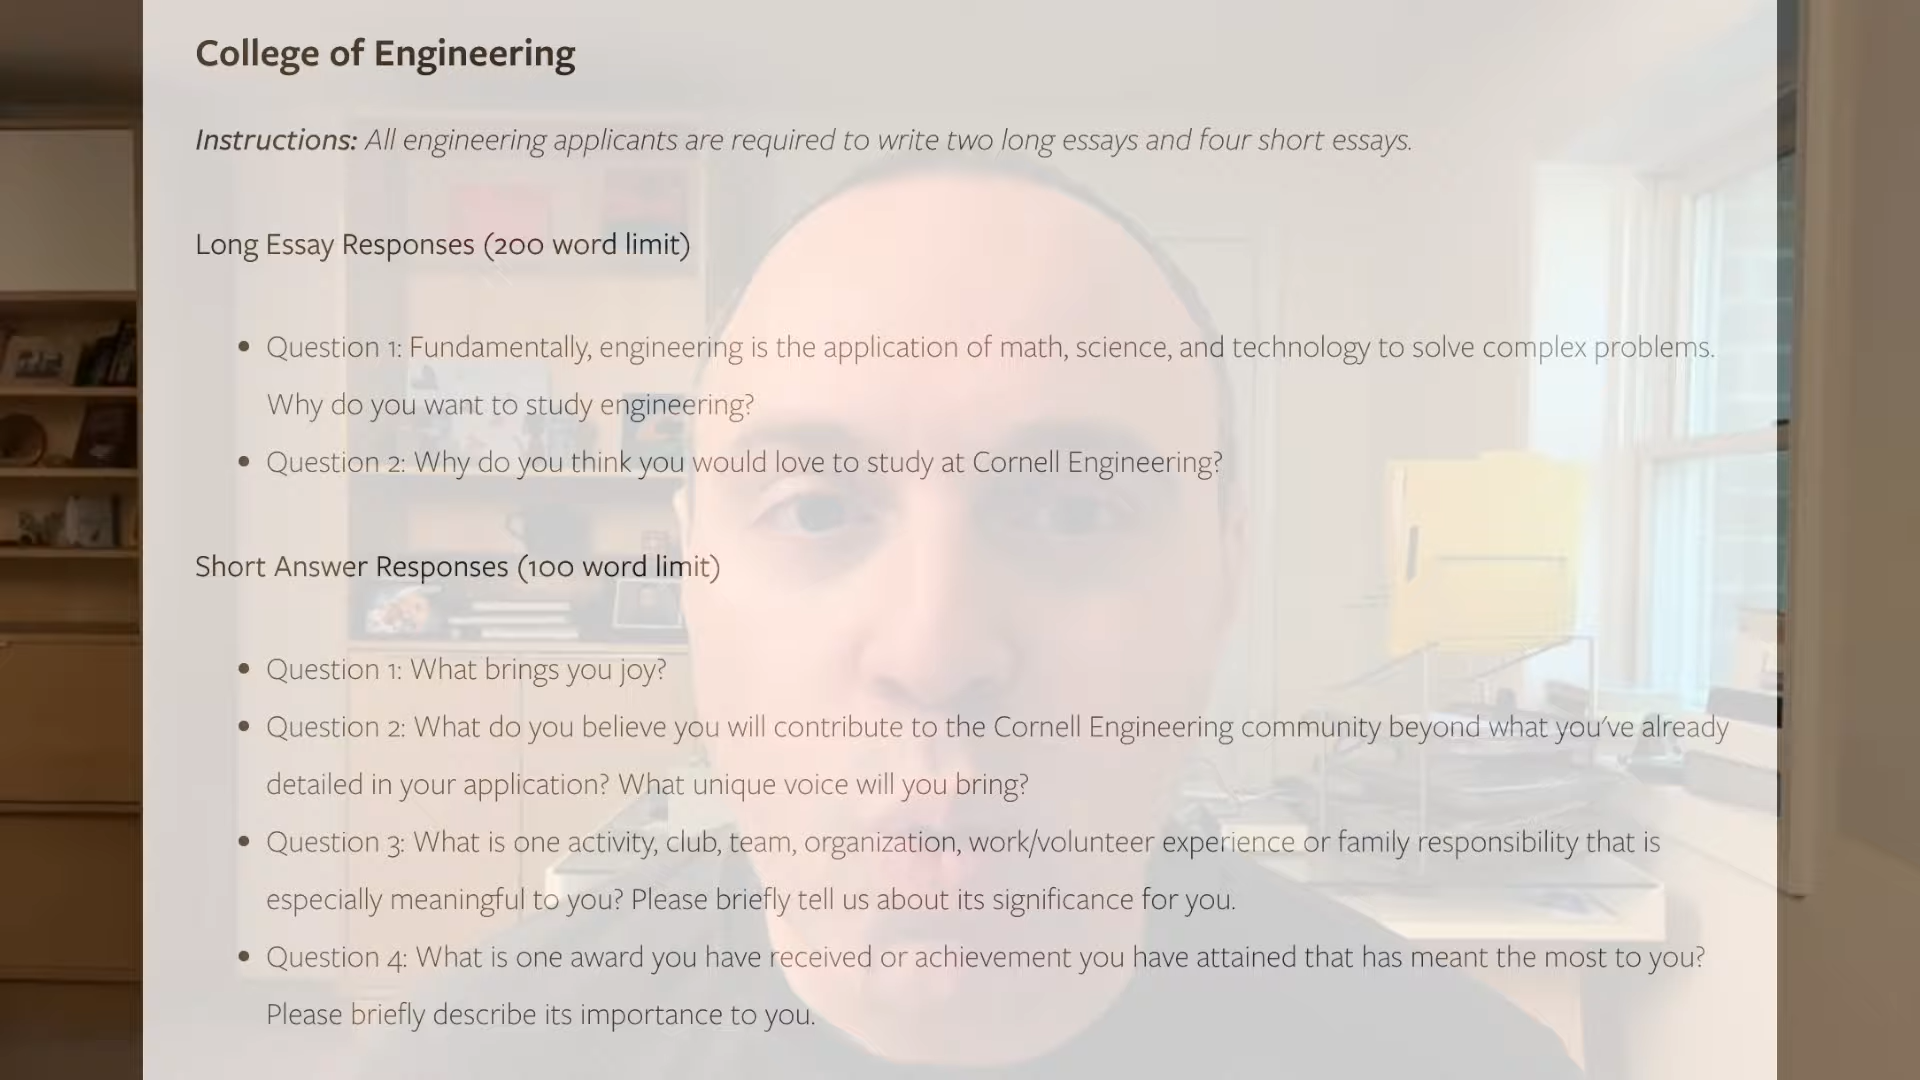 College of Engineering
Instructions: All engineering applicants are required to write two long essays and four short essays.
Long Essay Responses (200 word limit)
• Question 1: Fundamentally, engineering is the application of math, science, and technology to solve complex problems.
Why do you want to study engineering?
• Question 2: Why do you think you would love to study at Cornell Engineering?
Short Answer Responses (100 word limit)
• Question 1: What brings you joy?
• Question 2: What do you believe you will contribute to the Cornell Engineering community beyond what you've already
detailed in your application? What unique voice will you bring?
• Question 3: What is one activity, club, team, organization, work/volunteer experience or family responsibility that is
especially meaningful to you? Please briefly tell us about its significance for you.
• Question 4: What is one award you have received or achievement you have attained that has meant the most to you?
Please briefly describe its importance to you.